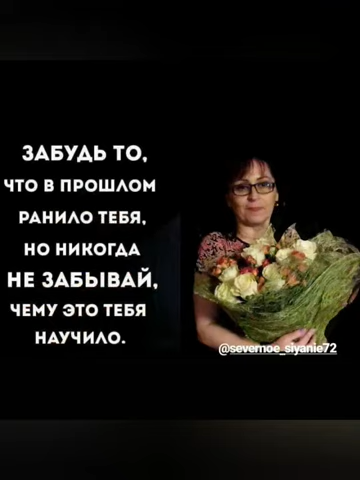 ЗАБУДЬ ТО,
ЧТО В ПРОШЛОМ
РАНИЛО ТЕБЯ,
НО НИКОГДА
НЕ ЗАБЫВАЙ,
ЧЕМУ ЭТО ТЕБЯ
НАУЧИЛО.
@severnoe_siyanie72